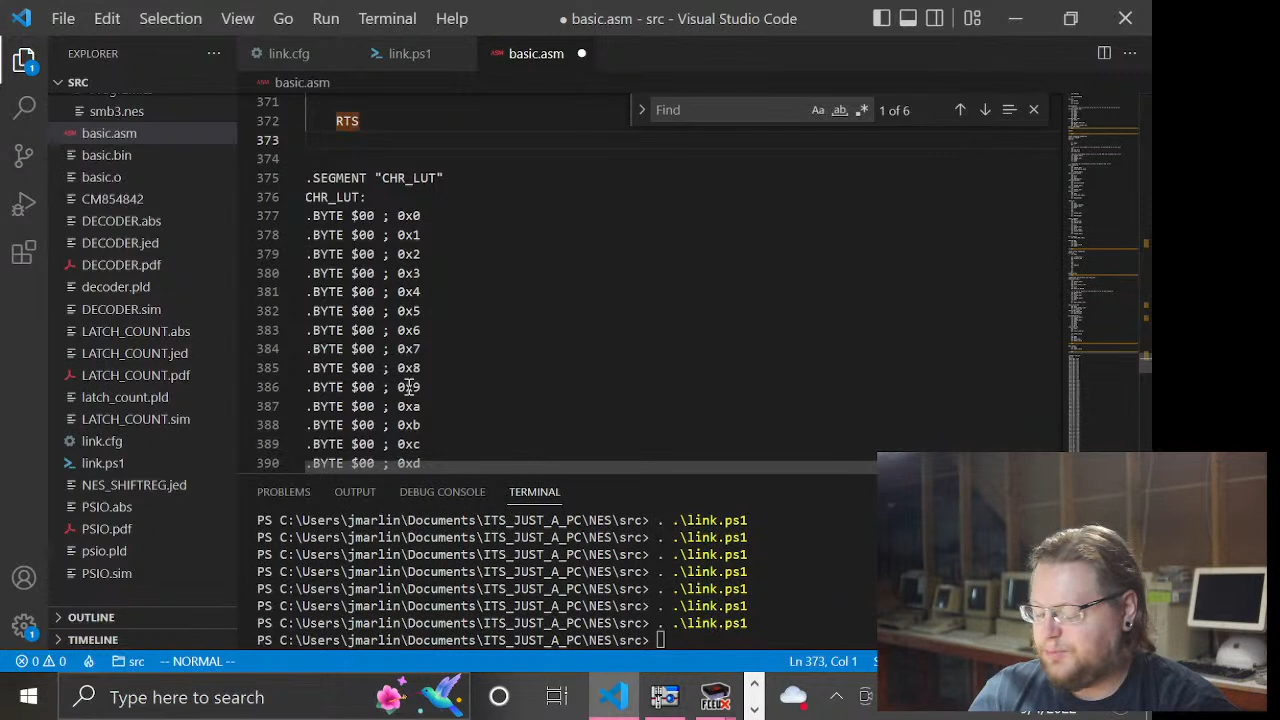 File Edit Selection View Go Run Terminal Help
● basic.asm - src - Visual Studio Code
EXPLORER
SRC
smb3.nes
basic.asm
basic.bin
basic.o
CM854842
DECODER.abs
DECODER.jed
DECODER.pdf
decoder.pld
DECODER.sim
LATCH_COUNT.abs
LATCH_COUNT.jed
LATCH_COUNT.pdf
latch_count.pld
LATCH_COUNT.sim
link.cfg
link.ps1
NES_SHIFTREG.jed
PSIO.abs
PSIO.pdf
psio.pld
PSIO.sim
OUTLINE
TIMELINE
link.cfg link.ps1 ASM basic.asm
ASM basic.asm
Find Aa ab 1 of 6
371
372 RTS
373
374
375 .SEGMENT "CHR_LUT"
376 CHR_LUT:
377 .BYTE $00 ; 0x0
378 .BYTE $00 ; 0x1
379 .BYTE $00 ; 0x2
380 .BYTE $00 ; 0x3
381 .BYTE $00 ; 0x4
382 .BYTE $00 ; 0x5
383 .BYTE $00 ; 0x6
384 .BYTE $00 ; 0x7
385 .BYTE $00 ; 0x8
386 .BYTE $00 ; 0x9
387 .BYTE $00 ; 0xa
388 .BYTE $00 ; 0xb
389 .BYTE $00 ; 0xc
390 .BYTE $00 ; 0xd
PROBLEMS OUTPUT DEBUG CONSOLE TERMINAL
PS C:\Users\jmarlin\Documents\ITS_JUST_A_PC\NES\src> . .\link.ps1
PS C:\Users\jmarlin\Documents\ITS_JUST_A_PC\NES\src> . .\link.ps1
PS C:\Users\jmarlin\Documents\ITS_JUST_A_PC\NES\src> . .\link.ps1
PS C:\Users\jmarlin\Documents\ITS_JUST_A_PC\NES\src> . .\link.ps1
PS C:\Users\jmarlin\Documents\ITS_JUST_A_PC\NES\src> . .\link.ps1
PS C:\Users\jmarlin\Documents\ITS_JUST_A_PC\NES\src> . .\link.ps1
PS C:\Users\jmarlin\Documents\ITS_JUST_A_PC\NES\src> . .\link.ps1
PS C:\Users\jmarlin\Documents\ITS_JUST_A_PC\NES\src>
0 0 src -- NORMAL -- Ln 373, Col 1
Type here to search